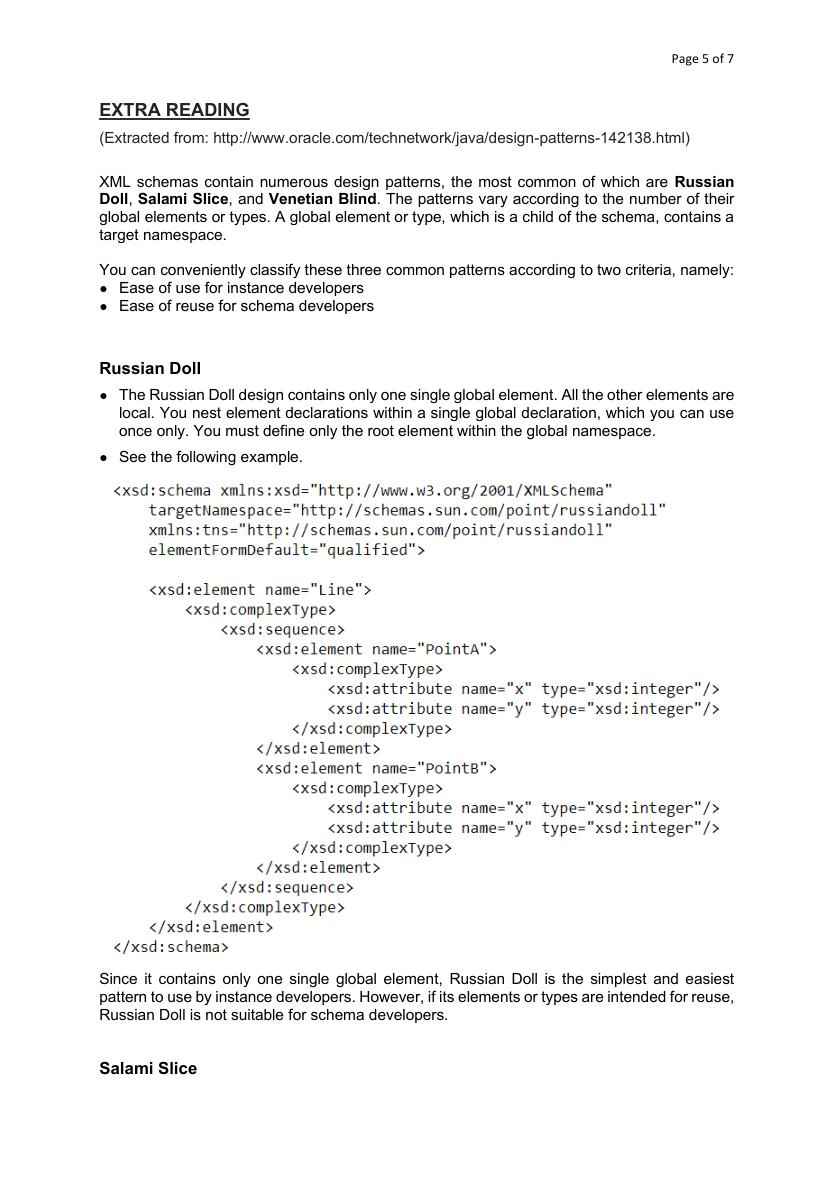 Page 5 of 7
EXTRA READING
(Extracted from: http://www.oracle.com/technetwork/java/design-patterns-142138.html)
XML schemas contain numerous design patterns, the most common of which are Russian
Doll, Salami Slice, and Venetian Blind. The patterns vary according to the number of their
global elements or types. A global element or type, which is a child of the schema, contains a
target namespace.
You can conveniently classify these three common patterns according to two criteria, namely:
● Ease of use for instance developers
● Ease of reuse for schema developers
Russian Doll
● The Russian Doll design contains only one single global element. All the other elements are
local. You nest element declarations within a single global declaration, which you can use
once only. You must define only the root element within the global namespace.
● See the following example.
<xsd:schema xmlns:xsd="http://www.w3.org/2001/XMLSchema"
    targetNamespace="http://schemas.sun.com/point/russiandoll"
    xmlns:tns="http://schemas.sun.com/point/russiandoll"
    elementFormDefault="qualified">
    <xsd:element name="Line">
        <xsd:complexType>
            <xsd:sequence>
                <xsd:element name="PointA">
                    <xsd:complexType>
                        <xsd:attribute name="x" type="xsd:integer"/>
                        <xsd:attribute name="y" type="xsd:integer"/>
                    </xsd:complexType>
                </xsd:element>
                <xsd:element name="PointB">
                    <xsd:complexType>
                        <xsd:attribute name="x" type="xsd:integer"/>
                        <xsd:attribute name="y" type="xsd:integer"/>
                    </xsd:complexType>
                </xsd:element>
            </xsd:sequence>
        </xsd:complexType>
    </xsd:element>
</xsd:schema>
Since it contains only one single global element, Russian Doll is the simplest and easiest
pattern to use by instance developers. However, if its elements or types are intended for reuse,
Russian Doll is not suitable for schema developers.
Salami Slice